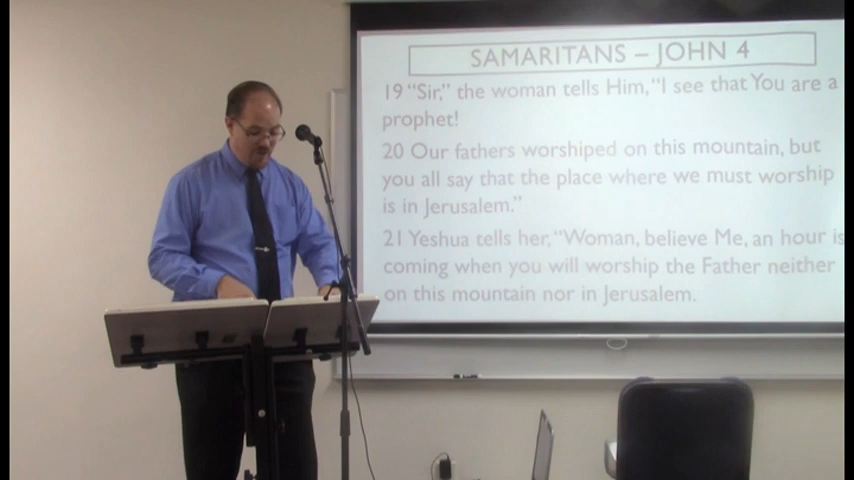 SAMARITANS – JOHN 4
19 “Sir,” the woman tells Him, “I see that You are a
prophet!
20 Our fathers worshiped on this mountain, but
you all say that the place where we must worship
is in Jerusalem.”
21 Yeshua tells her, “Woman, believe Me, an hour is
coming when you will worship the Father neither
on this mountain nor in Jerusalem.